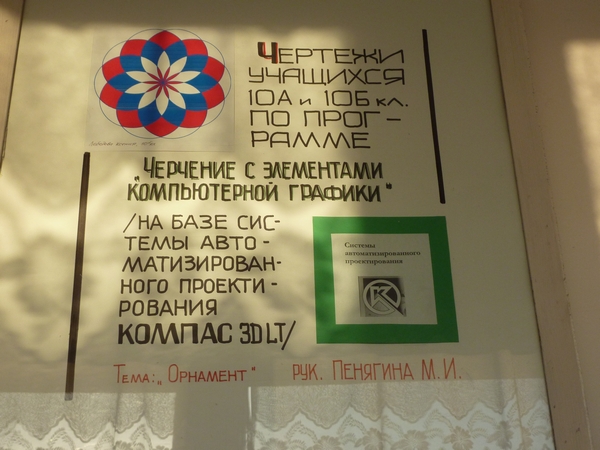 ЧЕРТЕЖИ
УЧАЩИХСЯ
10А и 10Б кл.
ПО ПРОГ-
РАММЕ
„ЧЕРЧЕНИЕ С ЭЛЕМЕНТАМИ
КОМПЬЮТЕРНОЙ ГРАФИКИ"
/НА БАЗЕ СИС-
ТЕМЫ АВТО-
МАТИЗИРОВАН-
НОГО ПРОЕКТИ-
РОВАНИЯ
КОМПАС 3D LT/
Системы
автоматизированного
проектирования
К
Тема: „Орнамент" рук. Пенягина М. И.